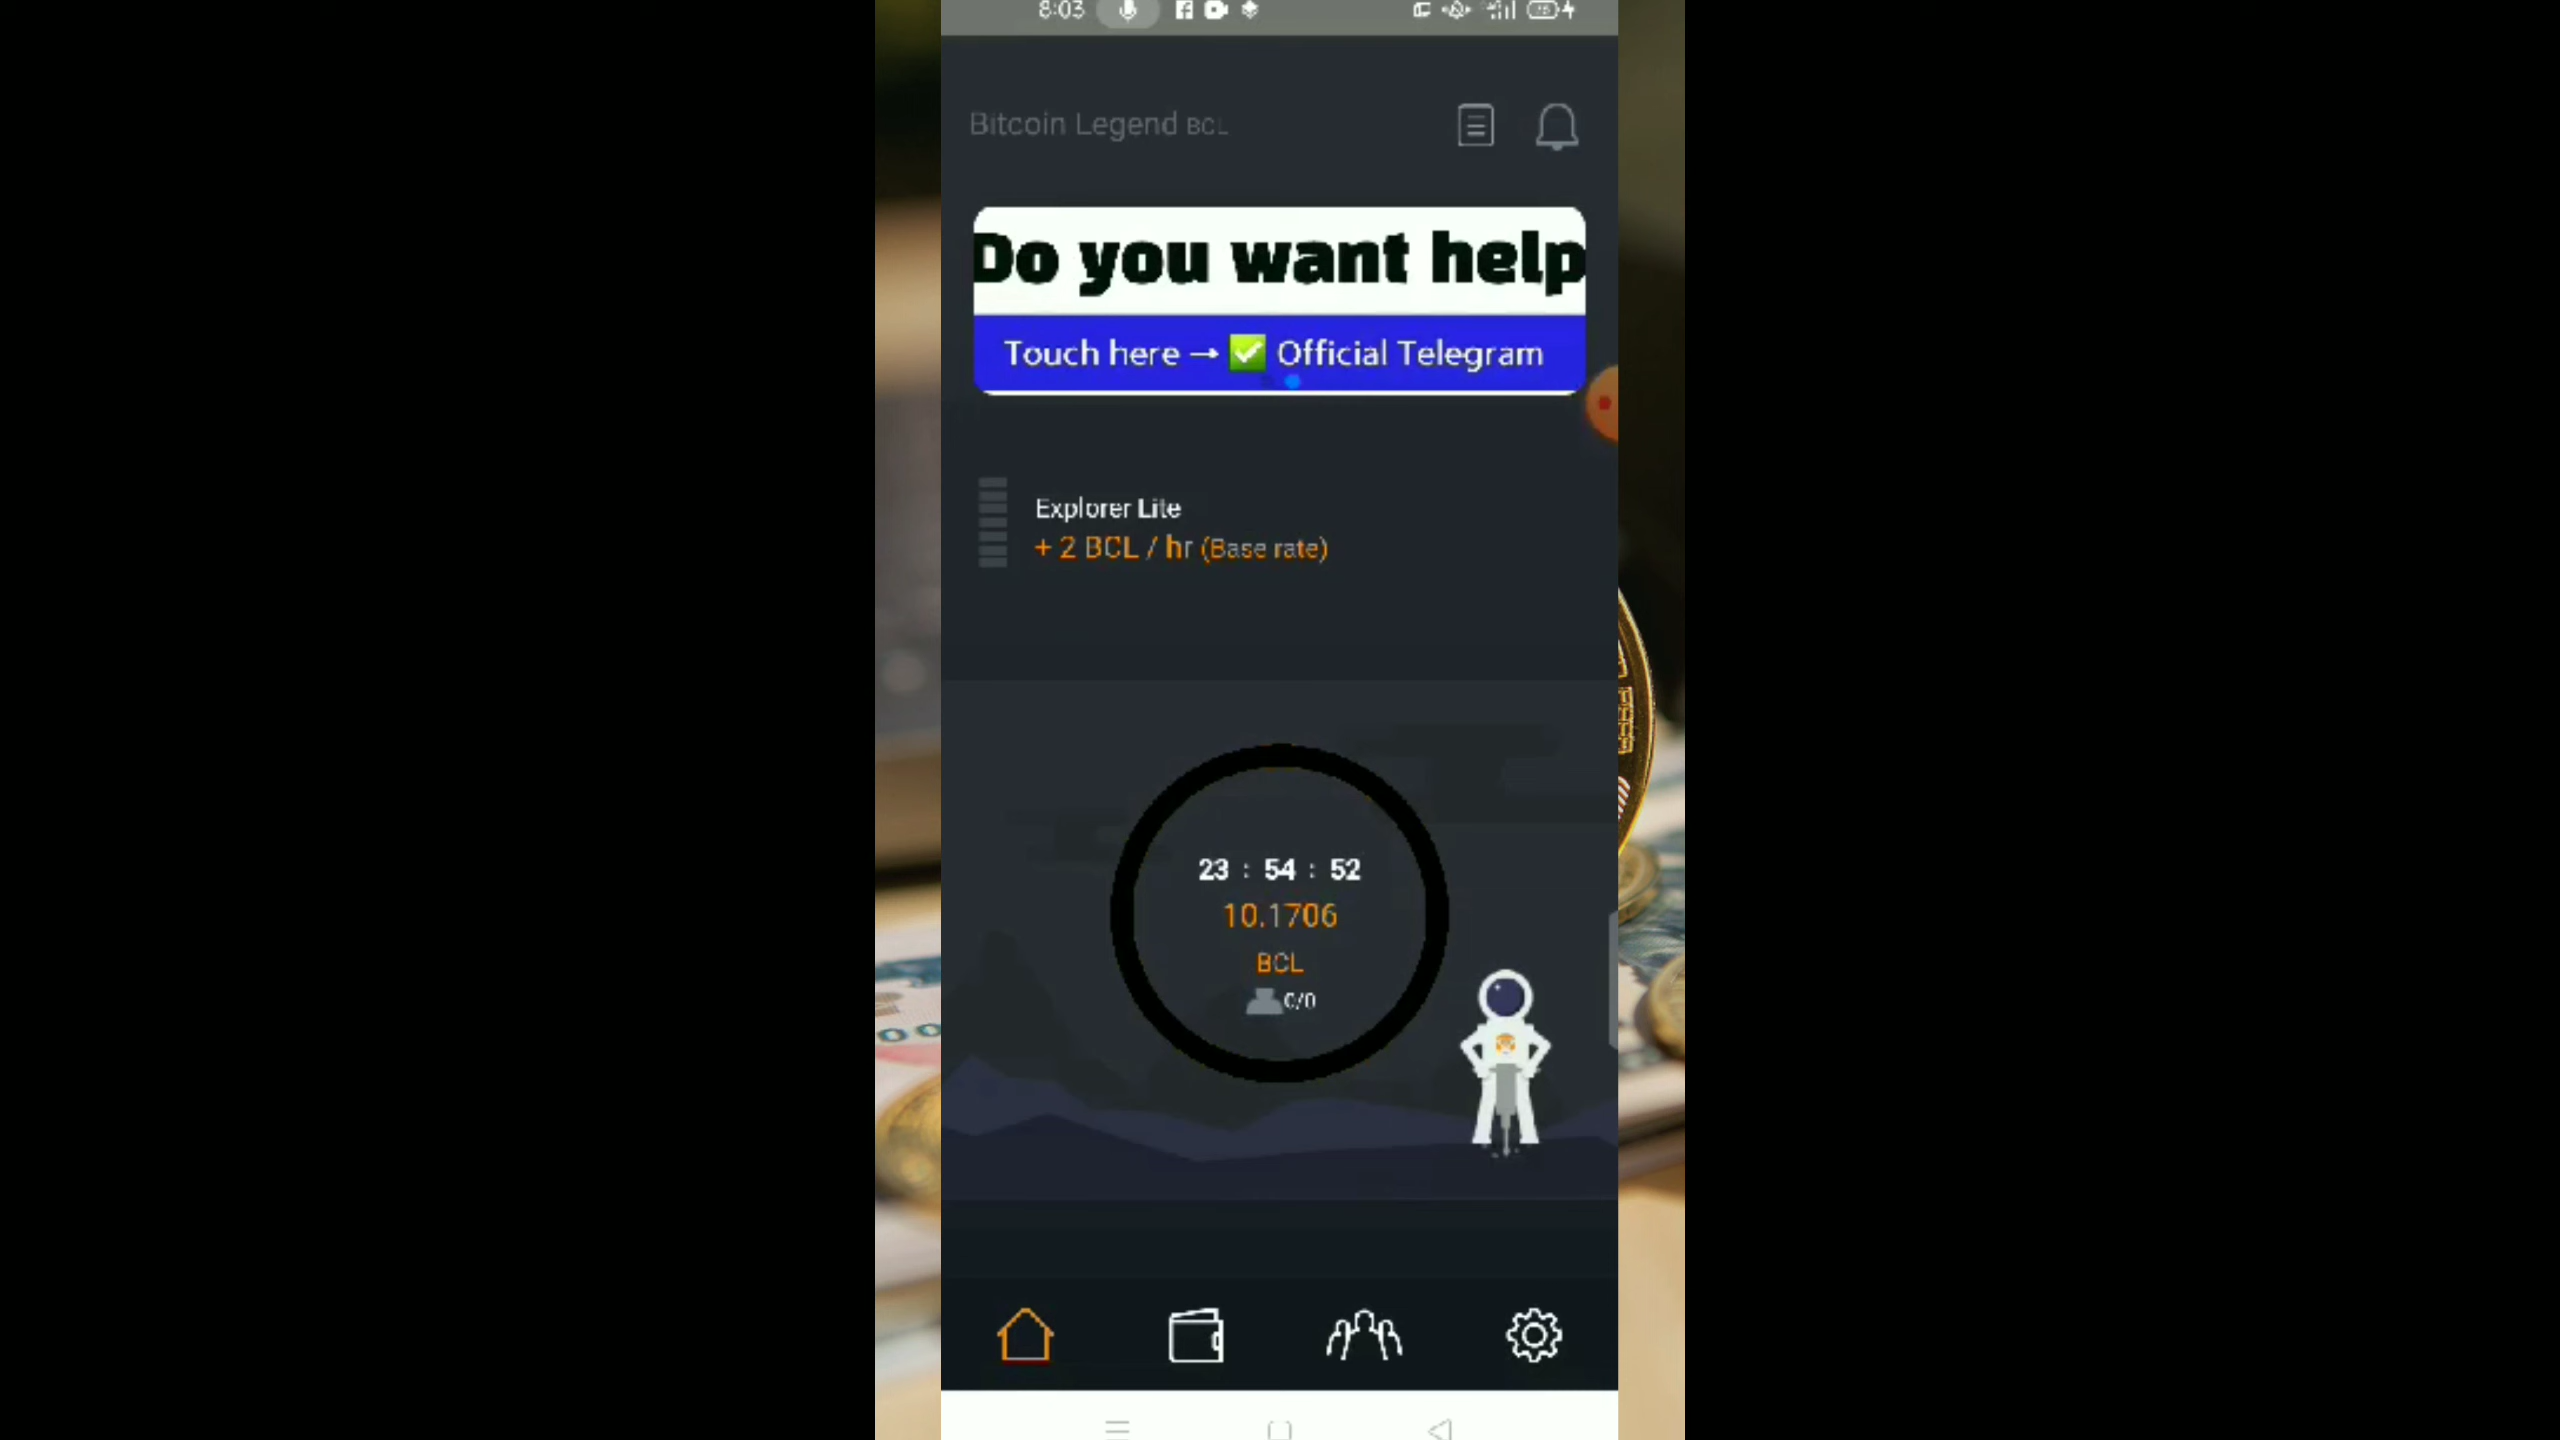 8:03
Bitcoin Legend BCL
Do you want help
Touch here → ✅ Official Telegram
Explorer Lite
+ 2 BCL / hr (Base rate)
23 : 54 : 52
10.1706
BCL
0/0